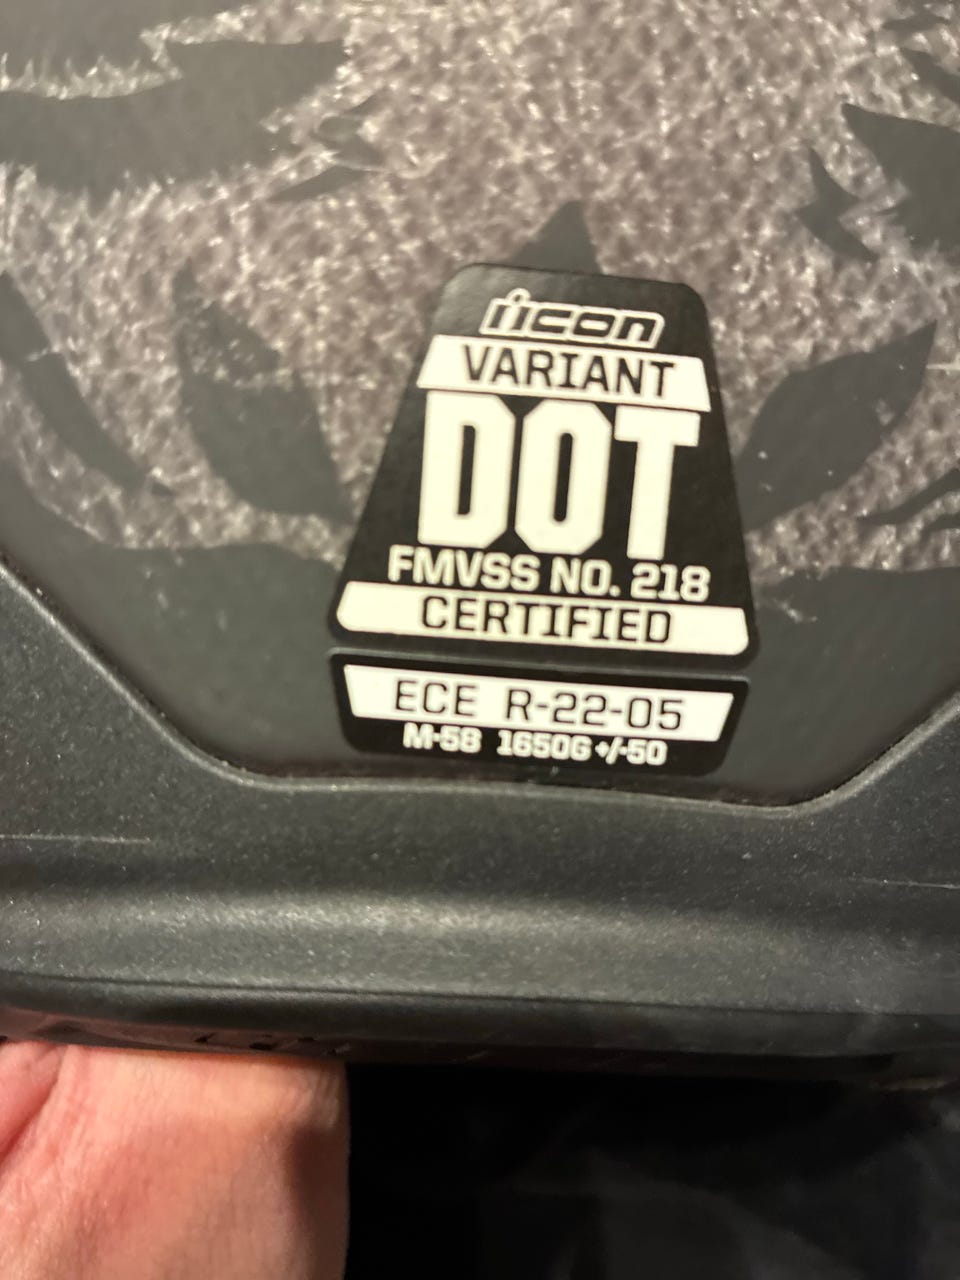 icon
VARIANT
DOT
FMVSS NO. 218
CERTIFIED
ECE R-22-05
M-58 1650G +/-50